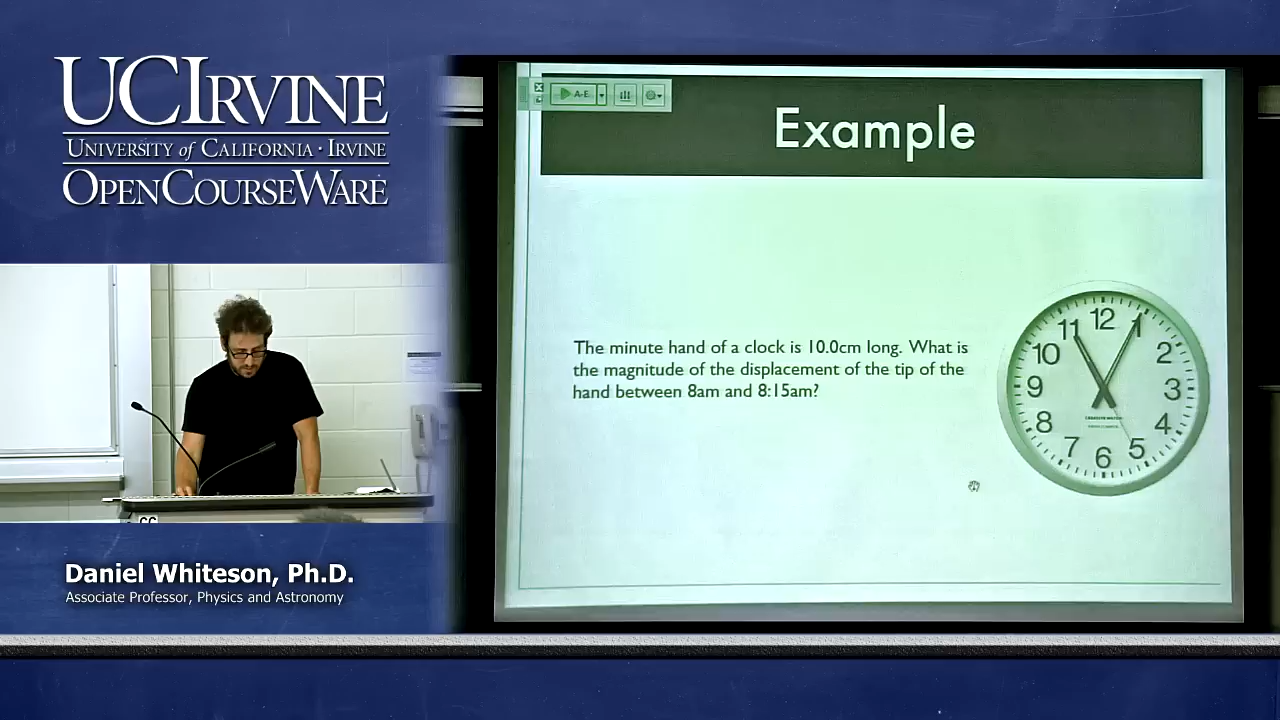 UCIRVINE
UNIVERSITY of CALIFORNIA · IRVINE
OPENCOURSEWARE
A-E
Example
The minute hand of a clock is 10.0cm long. What is
the magnitude of the displacement of the tip of the
hand between 8am and 8:15am?
12
1
2
3
4
5
6
7
8
9
10
11
Daniel Whiteson, Ph.D.
Associate Professor, Physics and Astronomy